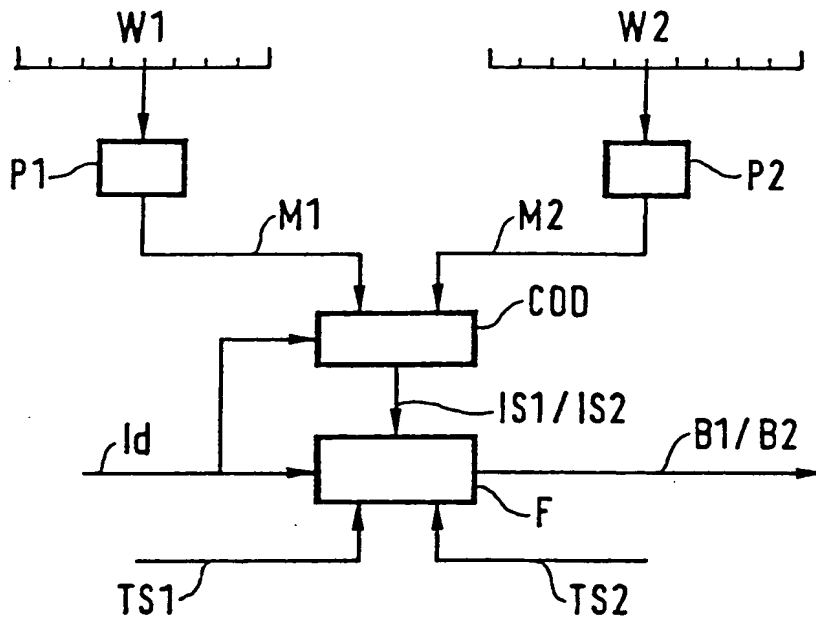 W1
W2
P1
P2
M1
M2
COD
IS1/IS2
Id
B1/B2
F
TS1
TS2